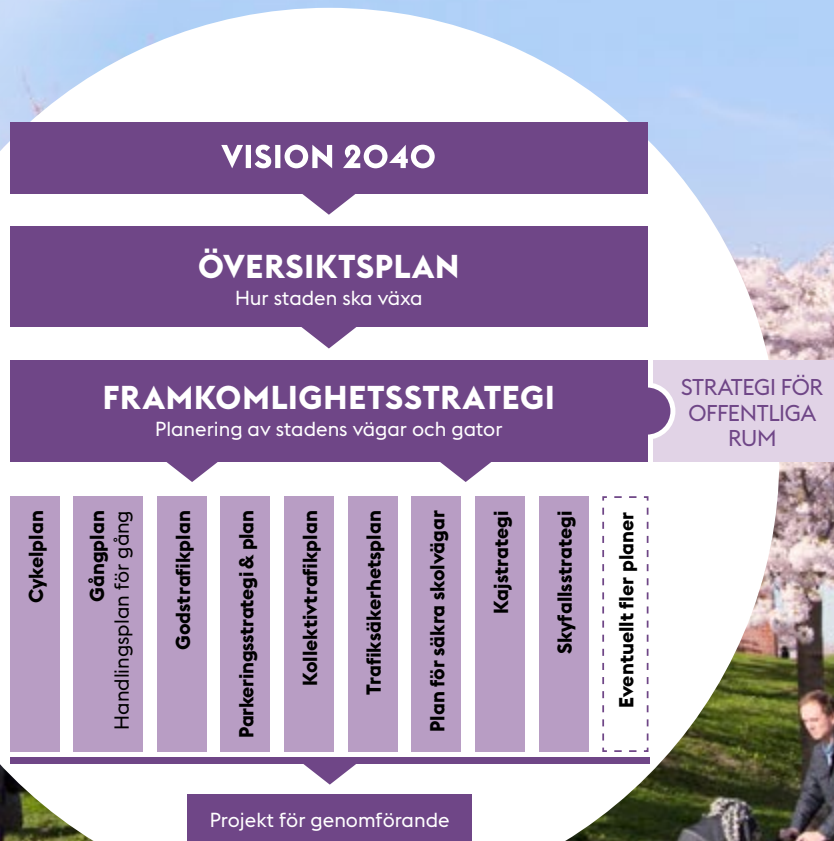 VISION 2040
ÖVERSIKTSPLAN
Hur staden ska växa
FRAMKOMLIGHETSSTRATEGI
Planering av stadens vägar och gator
STRATEGI FÖR
OFFENTLIGA
RUM
Cykelplan
Gångplan
Handlingsplan för gång
Godstrafikplan
Parkeringsstrategi & plan
Kollektivtrafikplan
Trafiksäkerhetsplan
Plan för säkra skolvägar
Kajstrategi
Skyfallsstrategi
Eventuellt fler planer
Projekt för genomförande